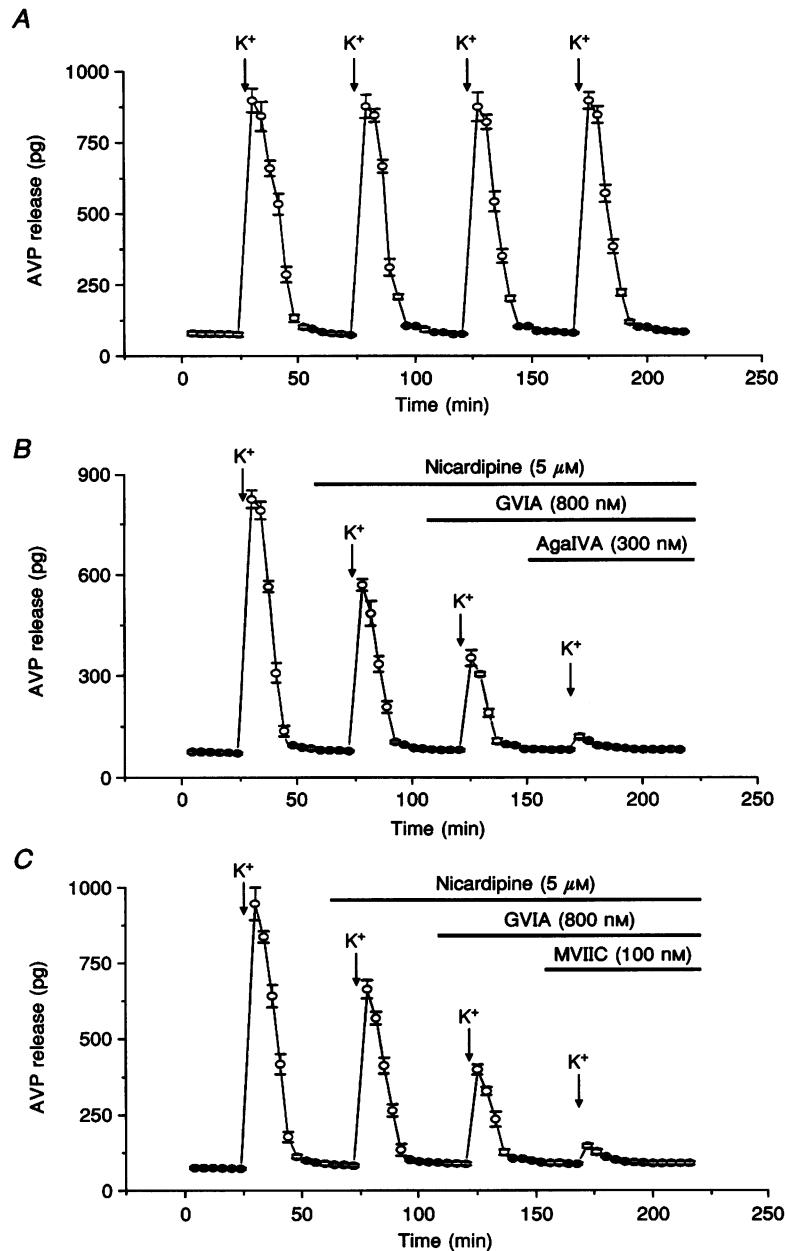 A
K+ K+ K+ K+
1000
750
500
250
0
AVP release (pg)
0 50 100 150 200 250
Time (min)
B
K+
Nicardipine (5 μM)
GVIA (800 nM)
AgaIVA (300 nM)
K+
K+
K+
900
600
300
0
AVP release (pg)
0 50 100 150 200 250
Time (min)
C
K+
Nicardipine (5 μM)
GVIA (800 nM)
MVIIC (100 nM)
K+
K+
K+
1000
750
500
250
0
AVP release (pg)
0 50 100 150 200 250
Time (min)